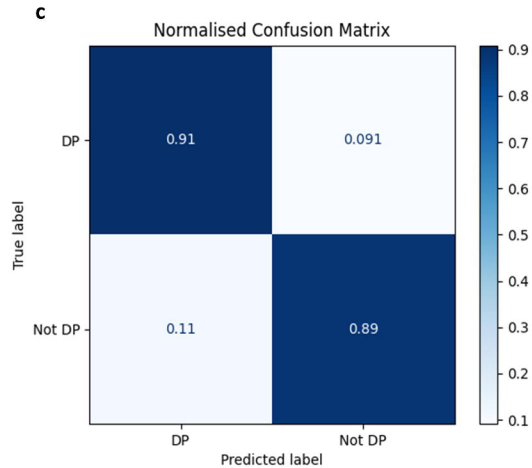 c
Normalised Confusion Matrix
True label
DP
0.91
0.091
Not DP
0.11
0.89
DP
Not DP
Predicted label
0.9
0.8
0.7
0.6
0.5
0.4
0.3
0.2
0.1